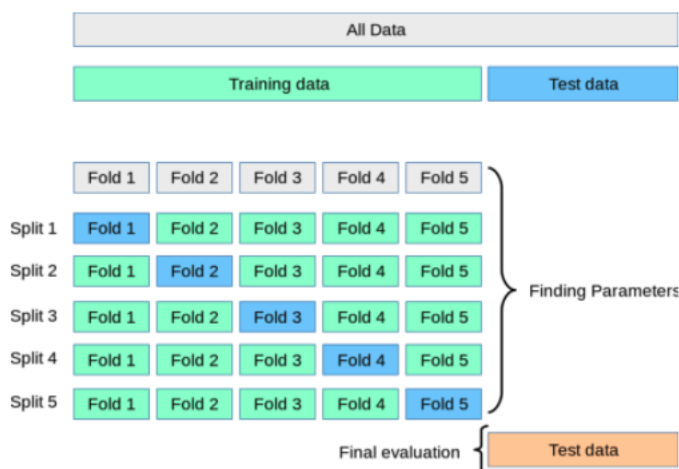 All Data
Training data Test data
Fold 1 Fold 2 Fold 3 Fold 4 Fold 5
Split 1 Fold 1 Fold 2 Fold 3 Fold 4 Fold 5
Split 2 Fold 1 Fold 2 Fold 3 Fold 4 Fold 5
Finding Parameters
Split 3 Fold 1 Fold 2 Fold 3 Fold 4 Fold 5
Split 4 Fold 1 Fold 2 Fold 3 Fold 4 Fold 5
Split 5 Fold 1 Fold 2 Fold 3 Fold 4 Fold 5
Final evaluation Test data